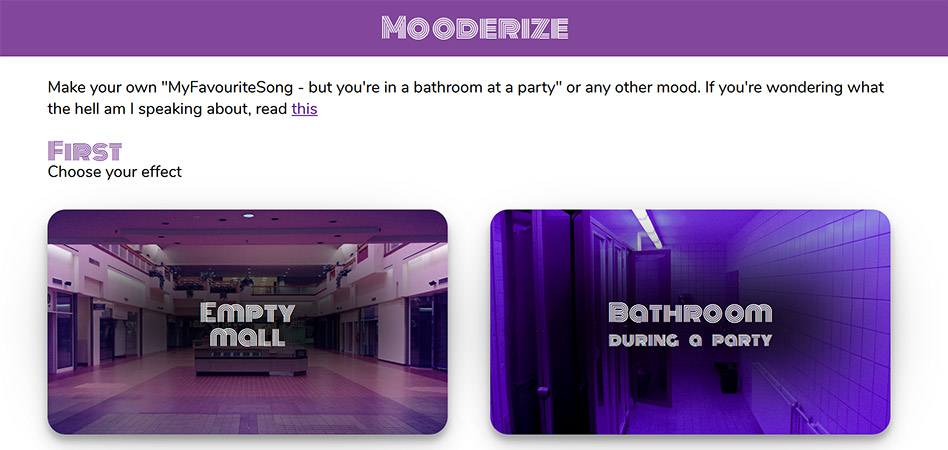 Mooderize
Make your own "MyFavouriteSong - but you're in a bathroom at a party" or any other mood. If you're wondering what
the hell am I speaking about, read this
First
Choose your effect
Empty
mall
Bathroom
during a party